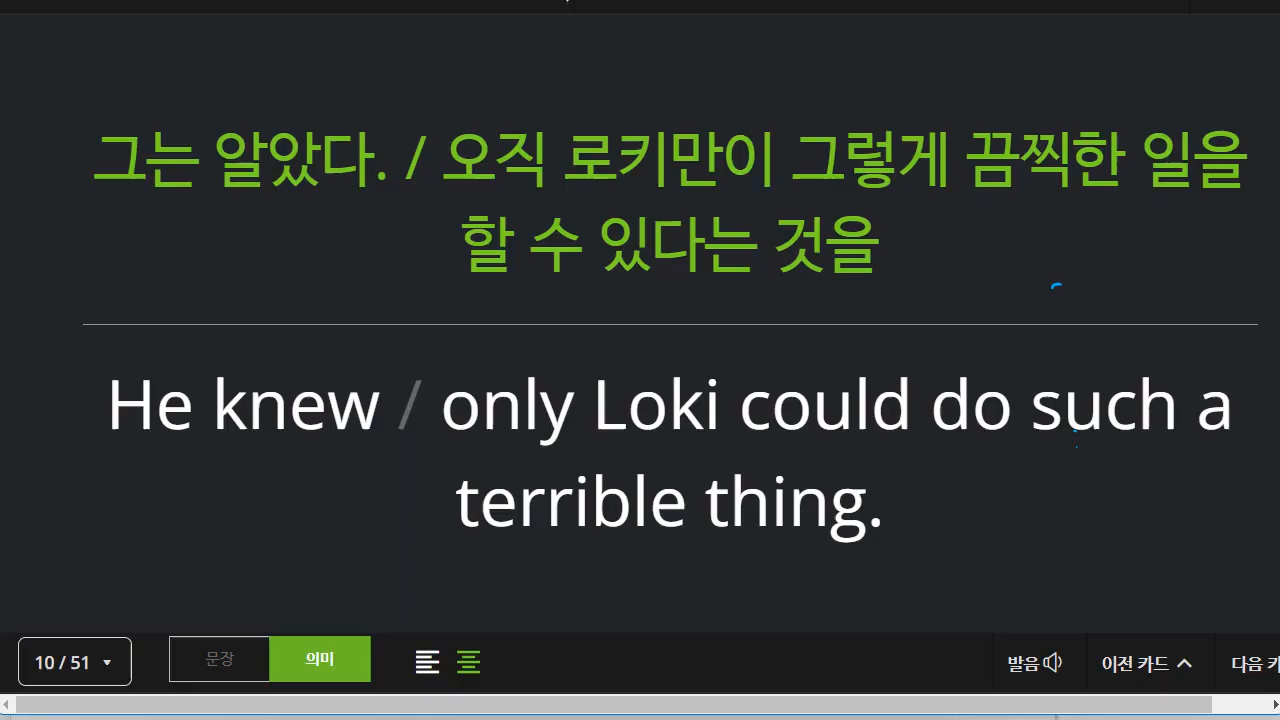 그는 알았다. / 오직 로키만이 그렇게 끔찍한 일을
할 수 있다는 것을
He knew / only Loki could do such a
terrible thing.
10 / 51
문장
의미
발음
이전 카드
다음